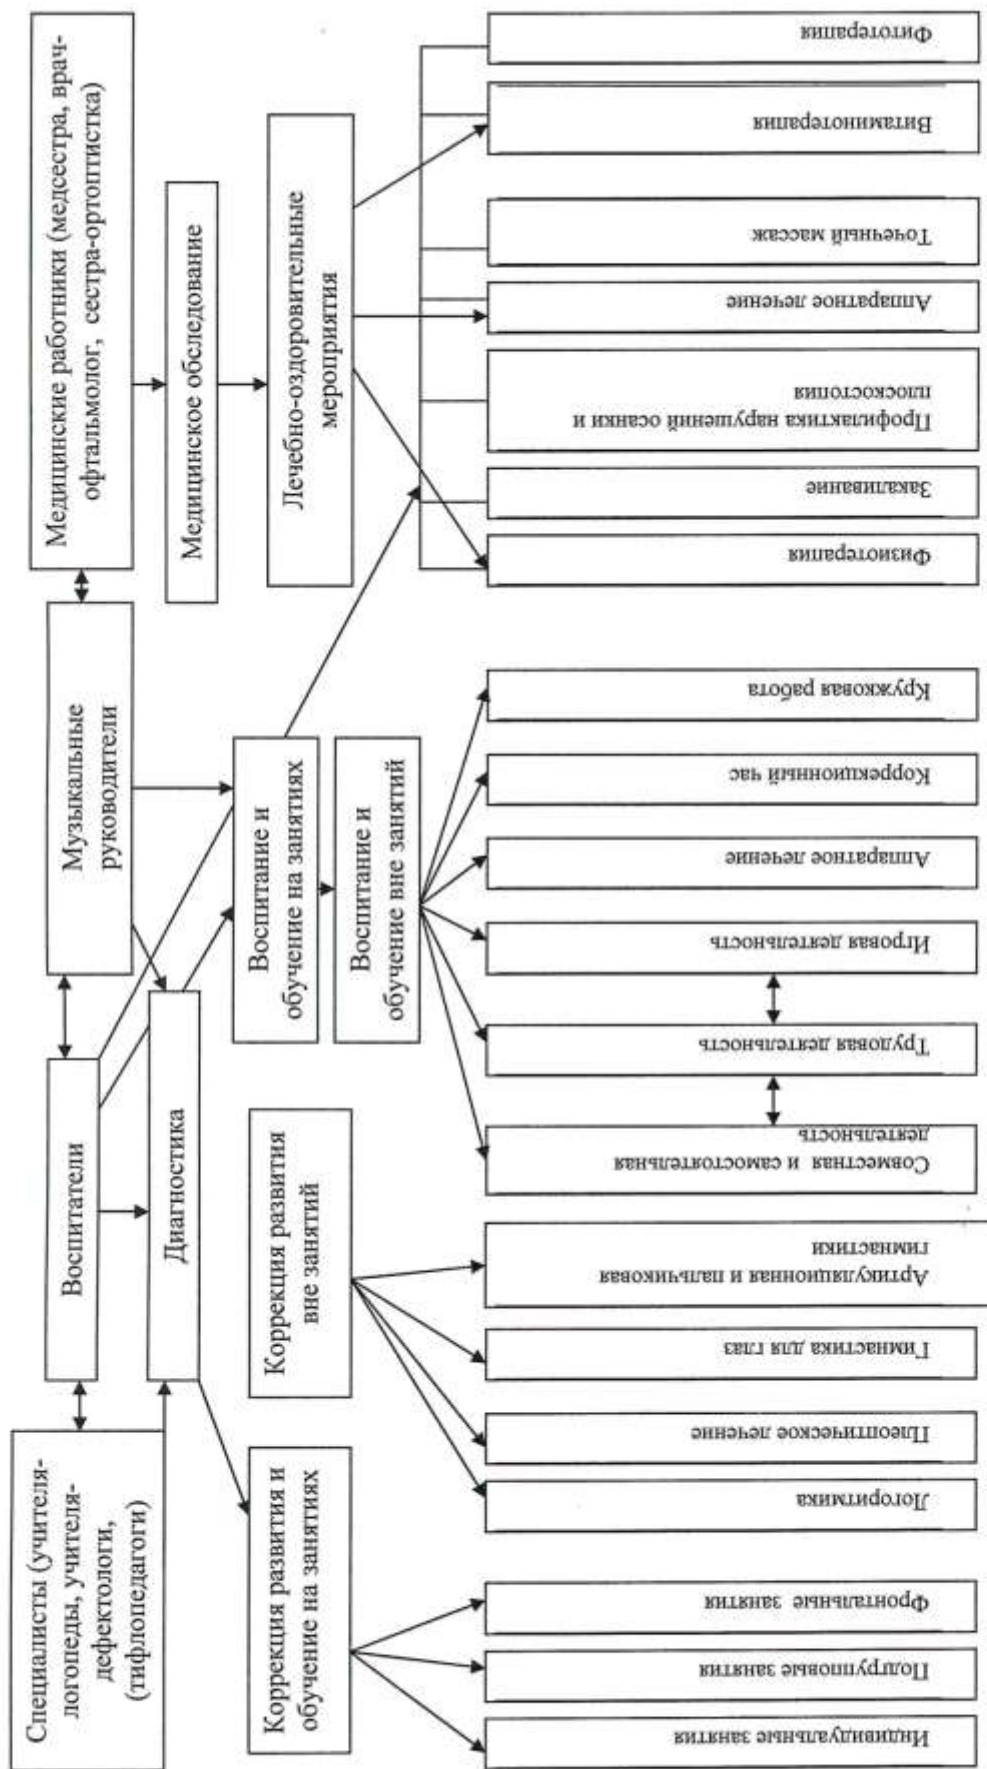 Специалисты (учителя-
логопеды, учителя-
дефектологи,
(тифлопедагоги)
Воспитатели
Музыкальные
руководители
Медицинские работники (медсестра, врач-
офтальмолог, сестра-ортоптистка)
Диагностика
Медицинское обследование
Коррекция развития и
обучение на занятиях
Коррекция развития
вне занятий
Воспитание и
обучение на занятиях
Воспитание и
обучение вне занятий
Лечебно-оздоровительные
мероприятия
Индивидуальные занятия
Подгрупповые занятия
Фронтальные занятия
Логоритмика
Плеоптическое лечение
Гимнастика для глаз
Артикуляционная и пальчиковая
гимнастики
Совместная и самостоятельная
деятельность
Трудовая деятельность
Игровая деятельность
Аппаратное лечение
Коррекционный час
Кружковая работа
Физиотерапия
Закаливание
Профилактика нарушений осанки и
плоскостопия
Аппаратное лечение
Точечный массаж
Витаминотерапия
Фитотерапия